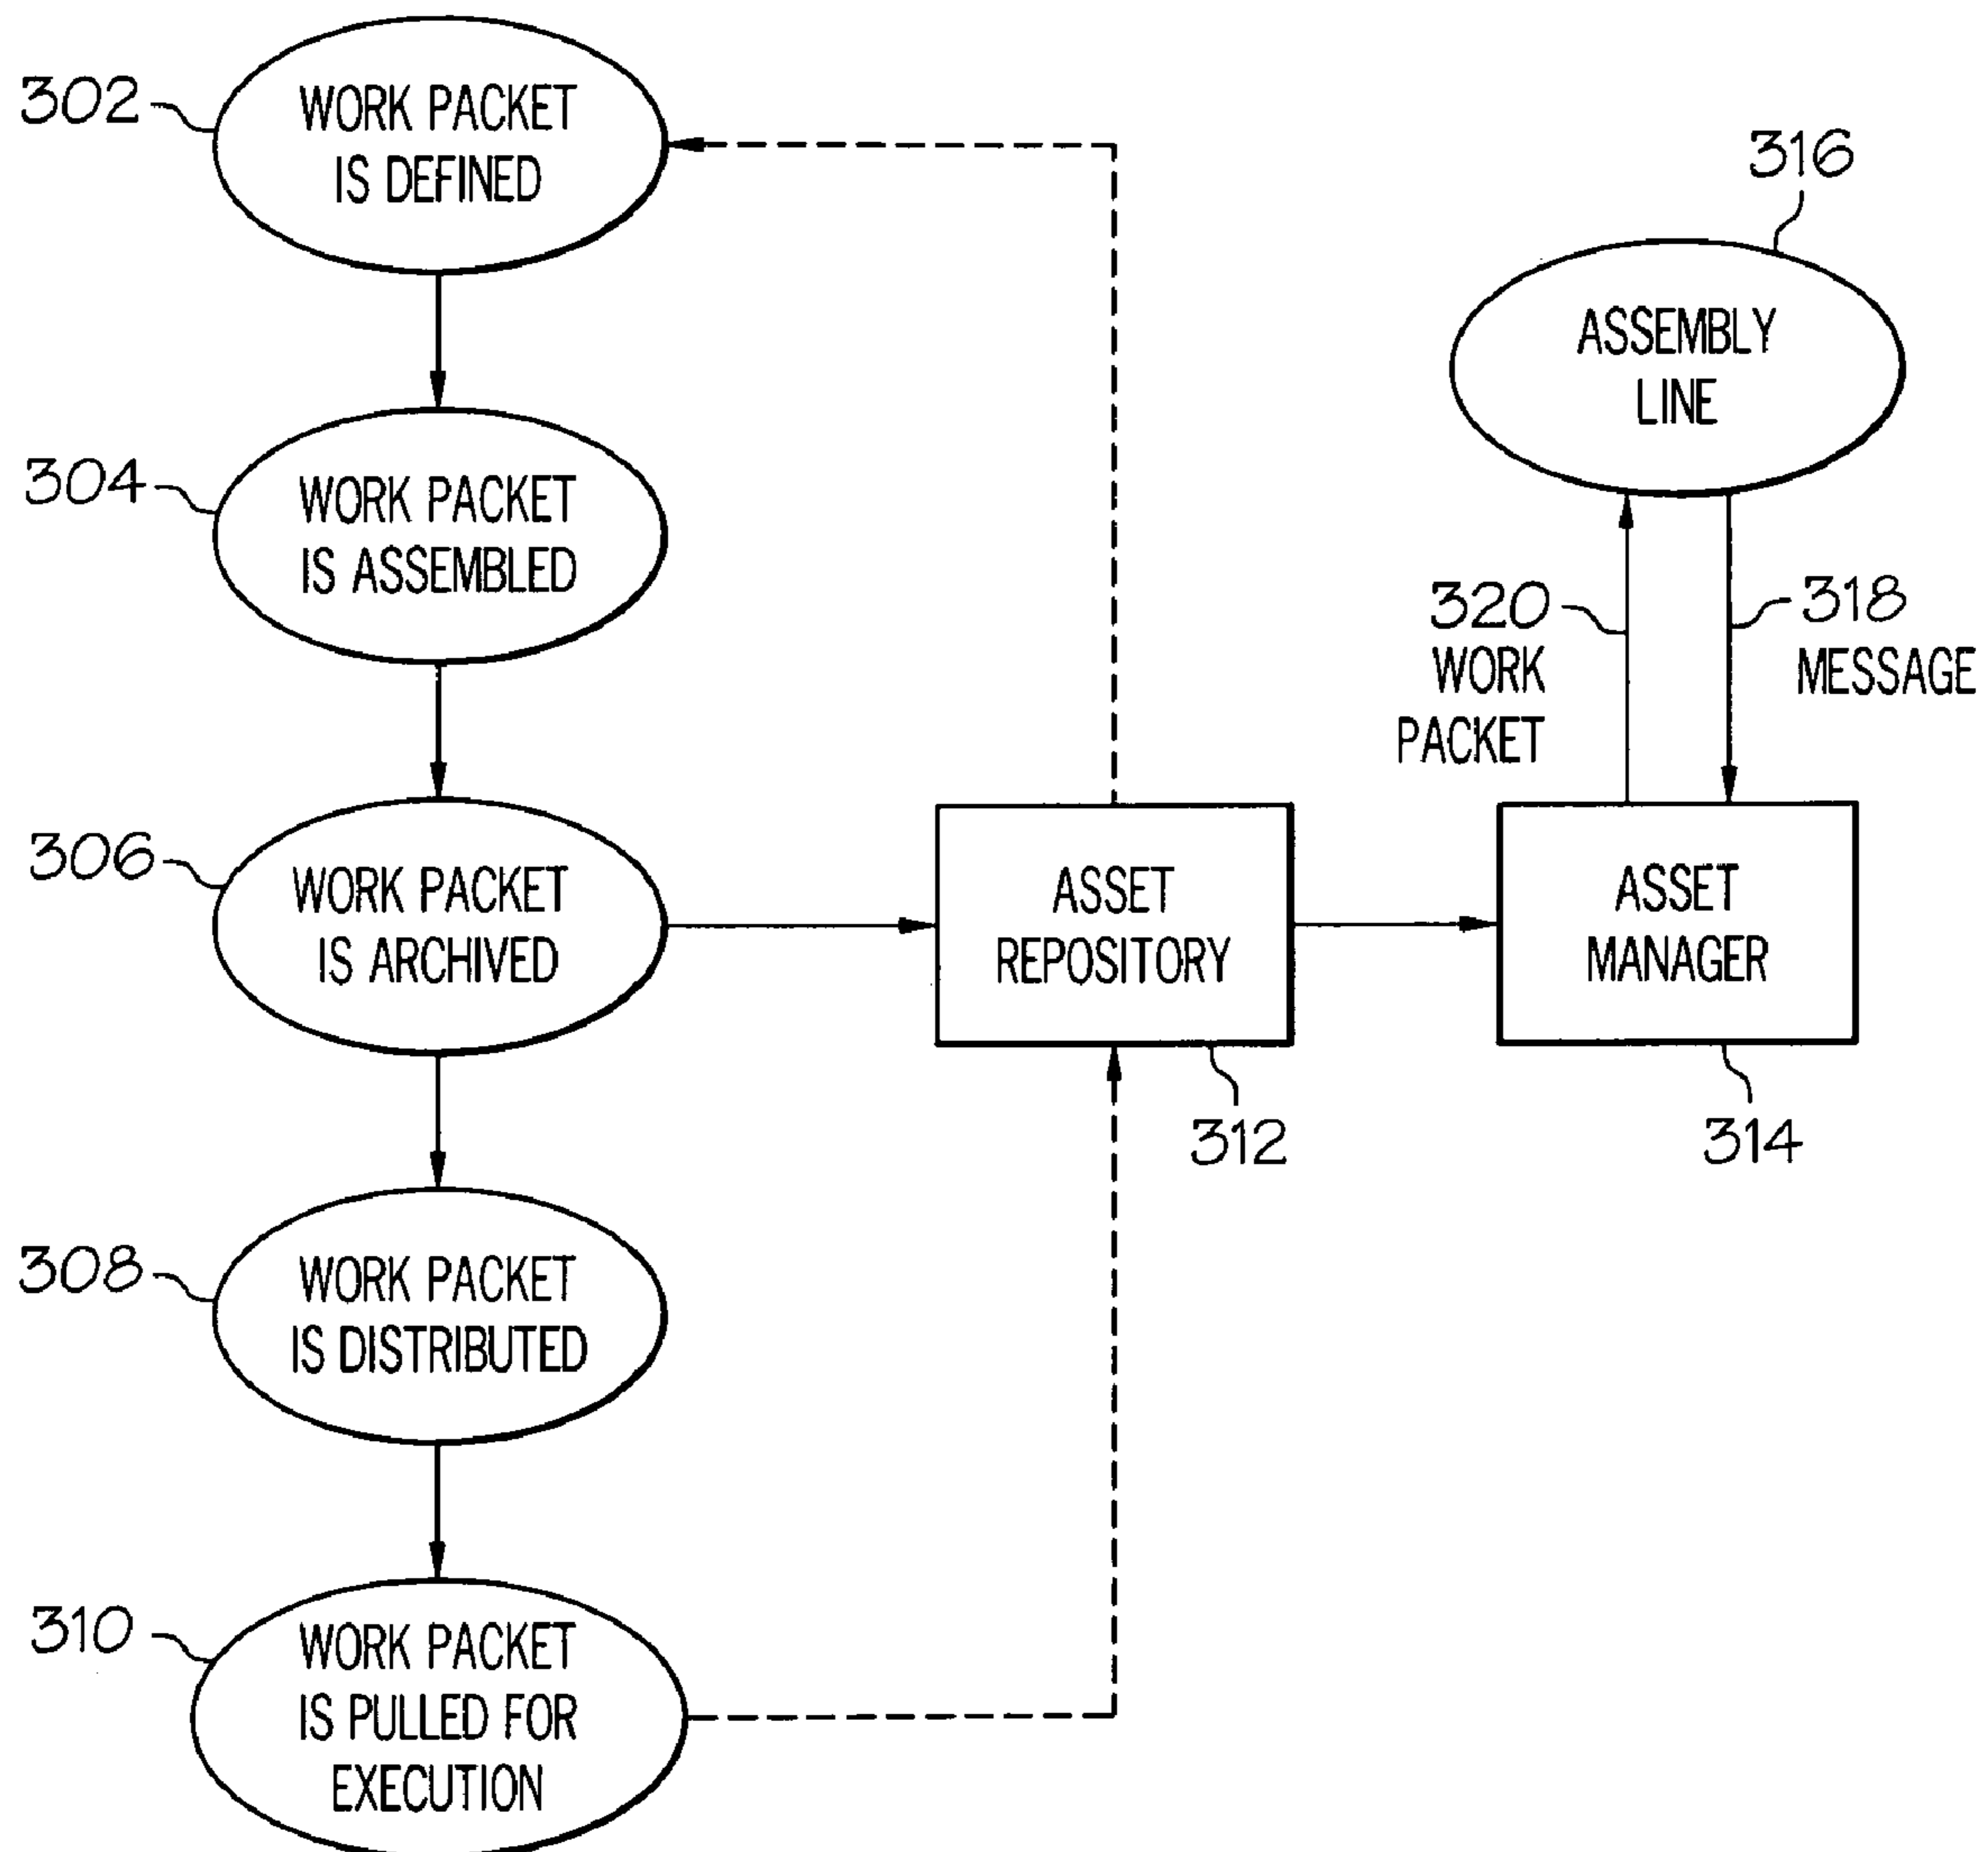 302
WORK PACKET
IS DEFINED
304
WORK PACKET
IS ASSEMBLED
306
WORK PACKET
IS ARCHIVED
308
WORK PACKET
IS DISTRIBUTED
310
WORK PACKET
IS PULLED FOR
EXECUTION
ASSET
REPOSITORY
312
316
ASSEMBLY
LINE
320
WORK
PACKET
318
MESSAGE
ASSET
MANAGER
314